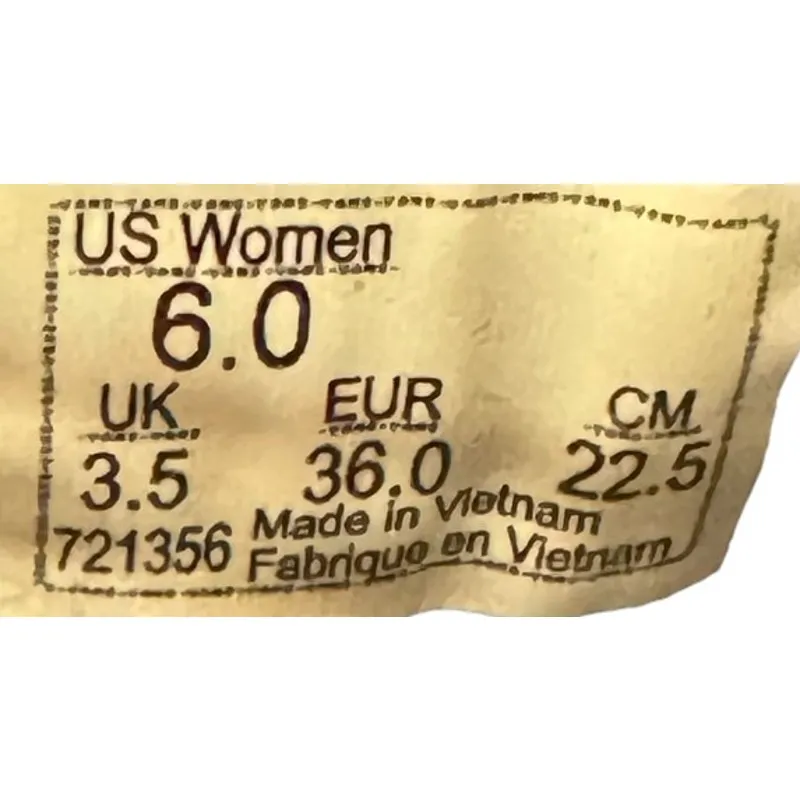 US Women
6.0
UK EUR CM
3.5 36.0 22.5
721356 Made in Vietnam
Fabrique en Vietnam